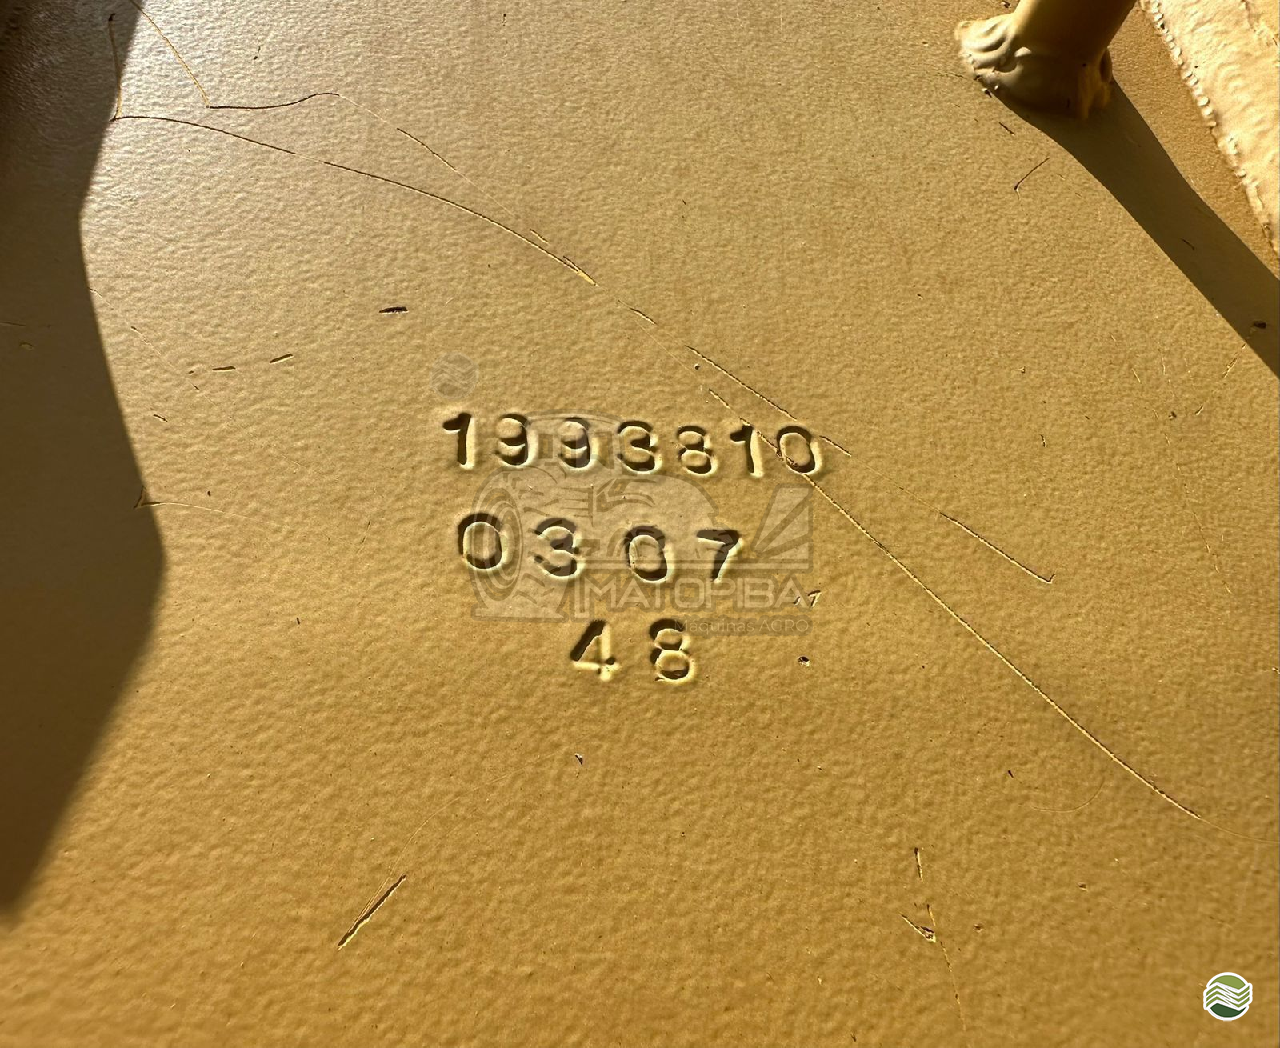 1993810
0307
48
MATOPIBA
Máquinas AGRO